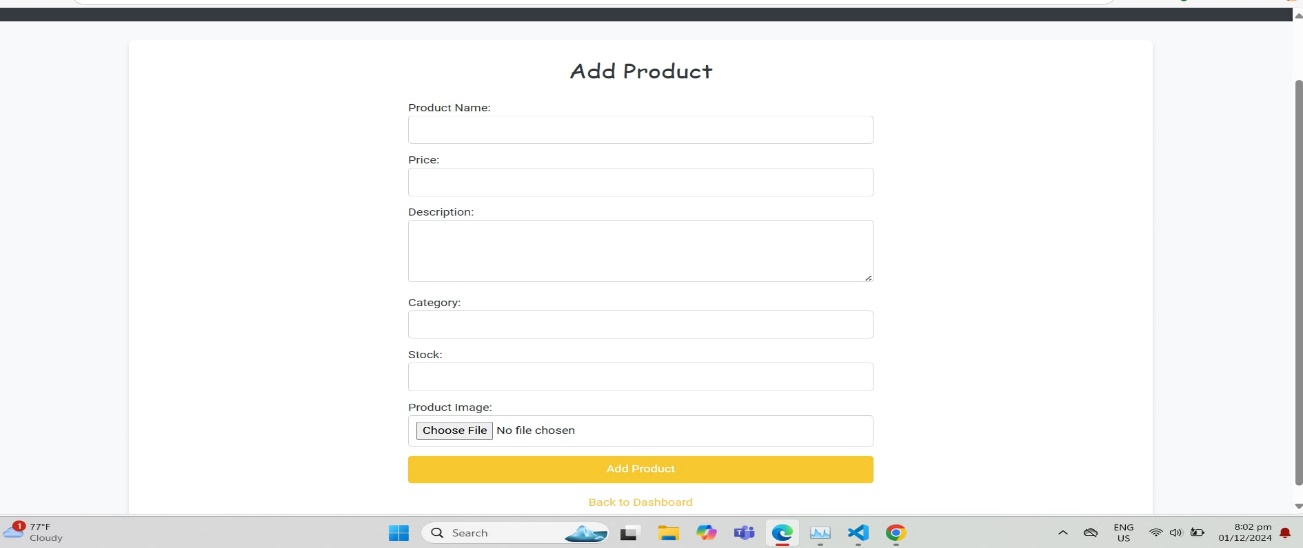 Add Product
Product Name:
Price:
Description:
Category:
Stock:
Product Image:
Choose File No file chosen
Add Product
Back to Dashboard
1
77°F
Cloudy
Search
ENG
US
8:02 pm
01/12/2024